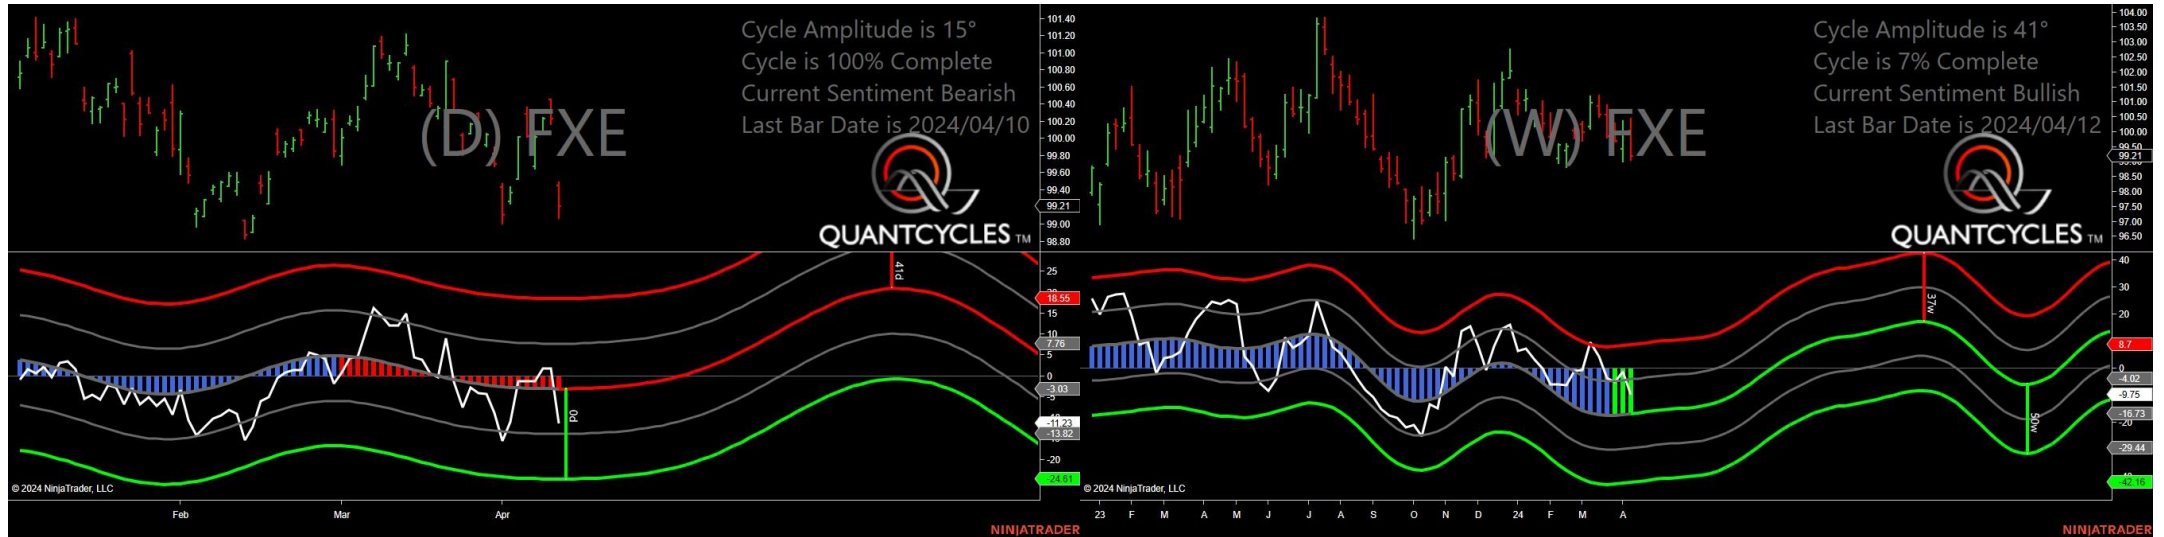 Cycle Amplitude is 15°
Cycle is 100% Complete
Current Sentiment Bearish
Last Bar Date is 2024/04/10
(D) FXE
QUANTCYCLES TM
101.40
101.20
101.00
100.80
100.60
100.40
100.20
100.00
99.80
99.60
99.40
99.21
99.00
98.80
41d
25
18.55
15
10
7.76
5
0
-3.03
-5
-11.23
-13.82
-20
-24.61
0d
© 2024 NinjaTrader, LLC
Feb Mar Apr
NINJATRADER
Cycle Amplitude is 41°
Cycle is 7% Complete
Current Sentiment Bullish
Last Bar Date is 2024/04/12
(W) FXE
QUANTCYCLES TM
104.00
103.50
103.00
102.50
102.00
101.50
101.00
100.50
100.00
99.50
99.21
98.50
98.00
97.50
97.00
96.50
37w
40
30
20
8.7
0
-4.02
-9.75
-16.73
-20
-29.44
-42.16
50w
© 2024 NinjaTrader, LLC
23 F M A M J J A S O N D 24 F M A
NINJATRADER